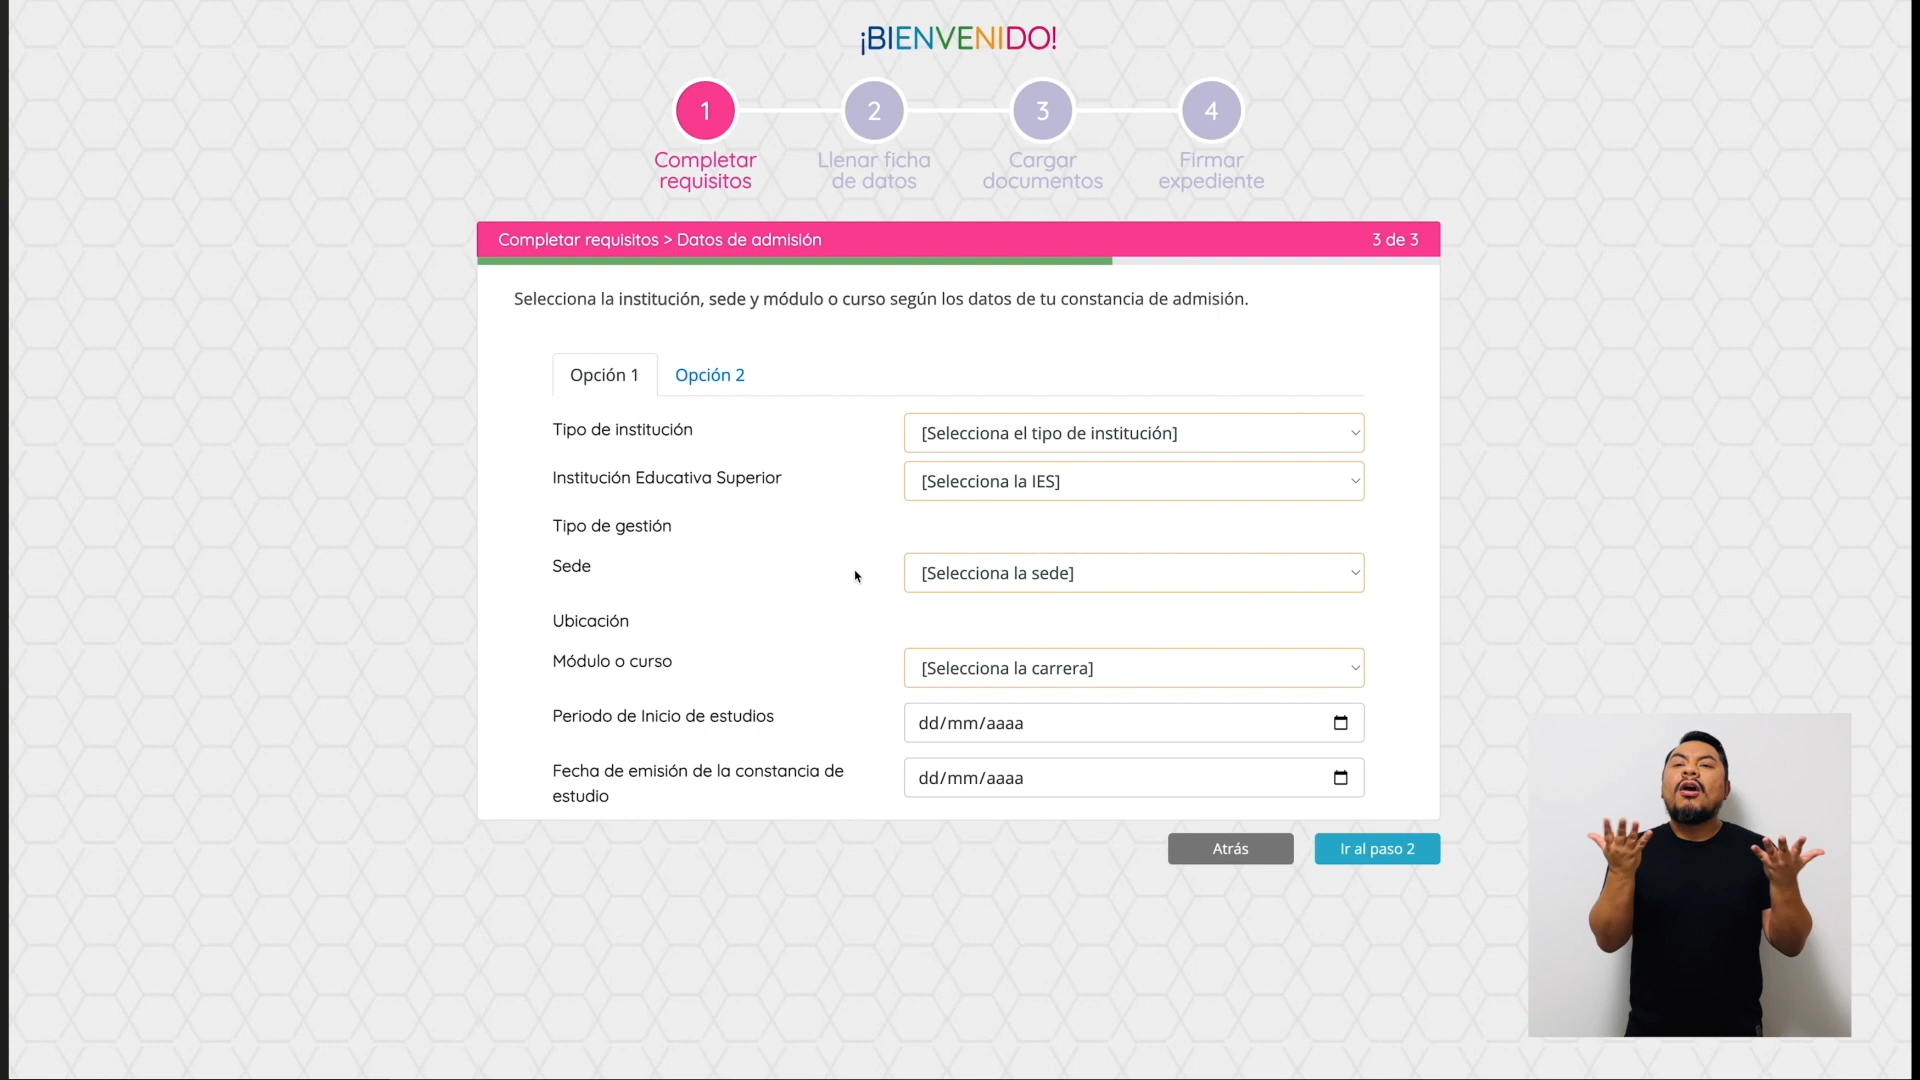 ¡BIENVENIDO!
1
2
3
4
Completar
requisitos
Llenar ficha
de datos
Cargar
documentos
Firmar
expediente
Completar requisitos > Datos de admisión
3 de 3
Selecciona la institución, sede y módulo o curso según los datos de tu constancia de admisión.
Opción 1
Opción 2
Tipo de institución
[Selecciona el tipo de institución]
Institución Educativa Superior
[Selecciona la IES]
Tipo de gestión
Sede
[Selecciona la sede]
Ubicación
Módulo o curso
[Selecciona la carrera]
Periodo de Inicio de estudios
dd/mm/aaaa
Fecha de emisión de la constancia de
estudio
dd/mm/aaaa
Atrás
Ir al paso 2